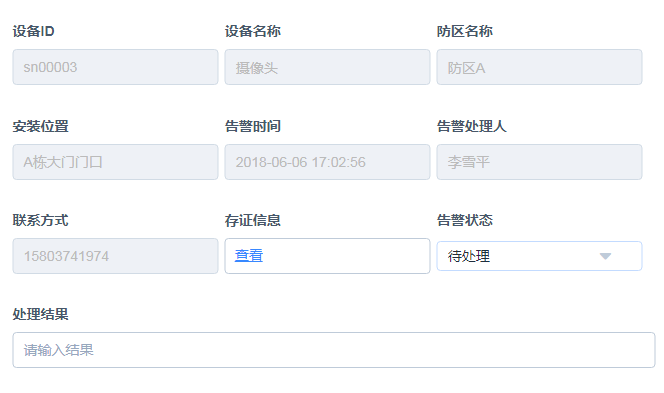 设备ID 设备名称 防区名称
sn00003 摄像头 防区A
安装位置 告警时间 告警处理人
A栋大门门口 2018-06-06 17:02:56 李雪平
联系方式 存证信息 告警状态
15803741974 查看 待处理
处理结果
请输入结果